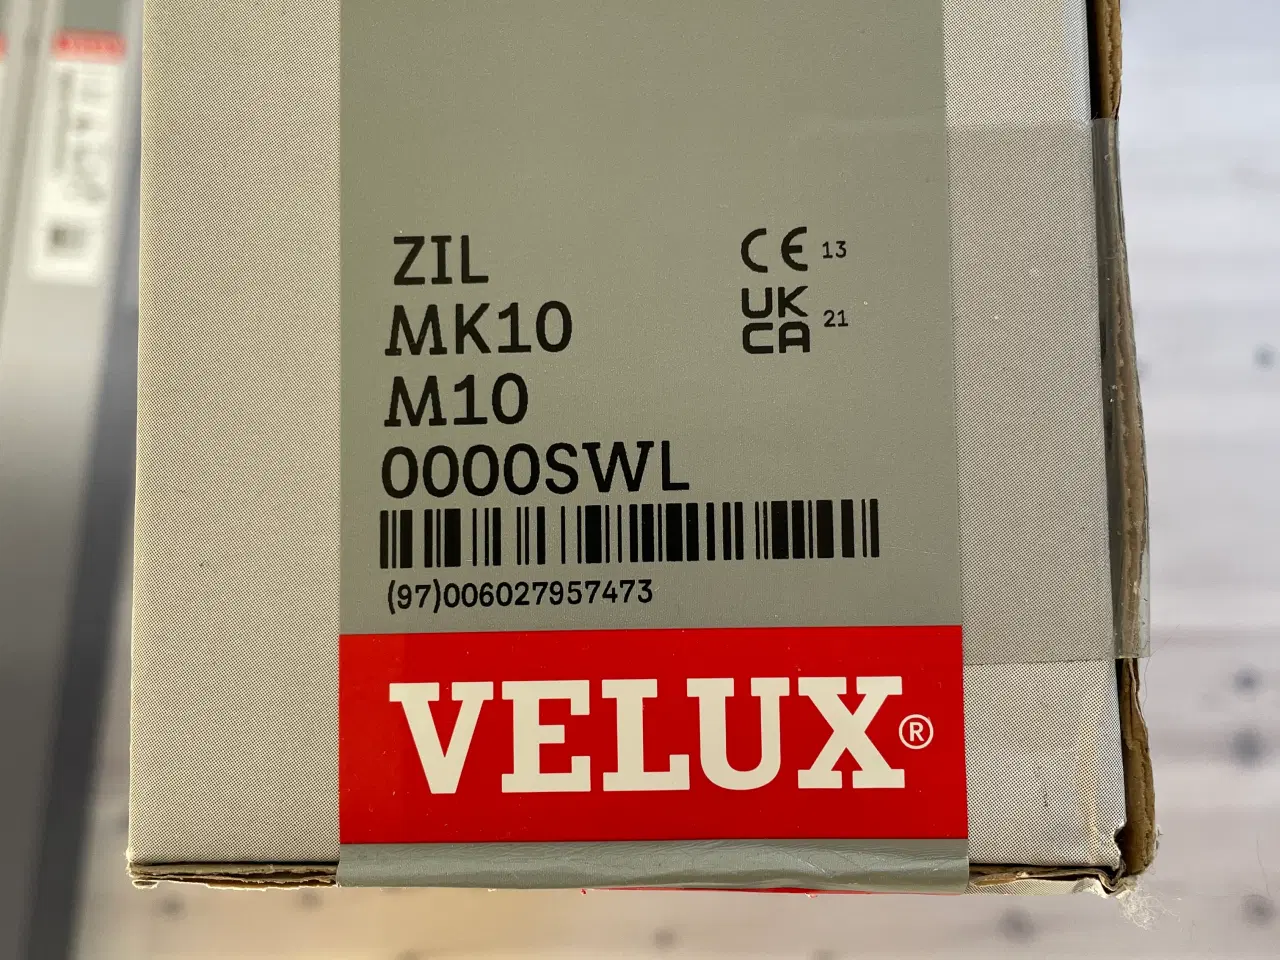 ZIL
MK10
M10
0000SWL
(97)006027957473
CE 13
UK
CA 21
VELUX®